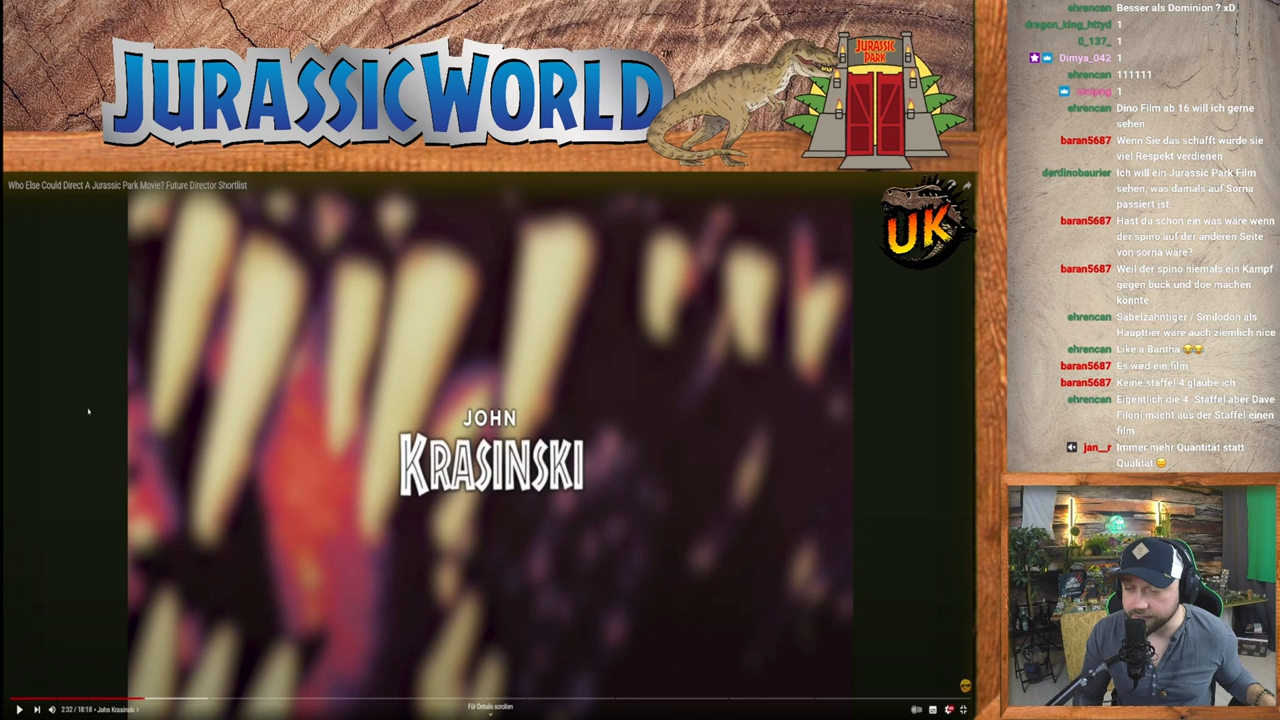 JURASSIC WORLD
JURASSIC
PARK
Who Else Could Direct A Jurassic Park Movie? Future Director Shortlist
UK
JOHN
KRASINSKI
2:32 / 18:18 • John Krasinski ›
Für Details scrollen
ehrencan Besser als Dominion ? xD
dragon_king_httyd 1
0_137_ 1
Dimya_042 1
ehrencan 111111
1
ehrencan Dino Film ab 16 will ich gerne
sehen
baran5687 Wenn Sie das schafft würde sie
viel Respekt verdienen
derdinobaurier Ich will ein Jurassic Park Film
sehen, was damals auf Sorna
passiert ist.
baran5687 Hast du schon ein was wäre wenn
der spino auf der anderen Seite
von sorna wäre?
baran5687 Weil der spino niemals ein Kampf
gegen buck und doe machen
könnte
ehrencan Säbelzahntiger / Smilodon als
Haupttier wäre auch ziemlich nice
ehrencan Like a Bantha 😂😂
baran5687 Es wird ein film
baran5687 Keine staffel 4 glaube ich
ehrencan Eigentlich die 4. Staffel aber Dave
Filoni macht aus der Staffel einen
film
jan__r Immer mehr Quantität statt
Qualität 😑